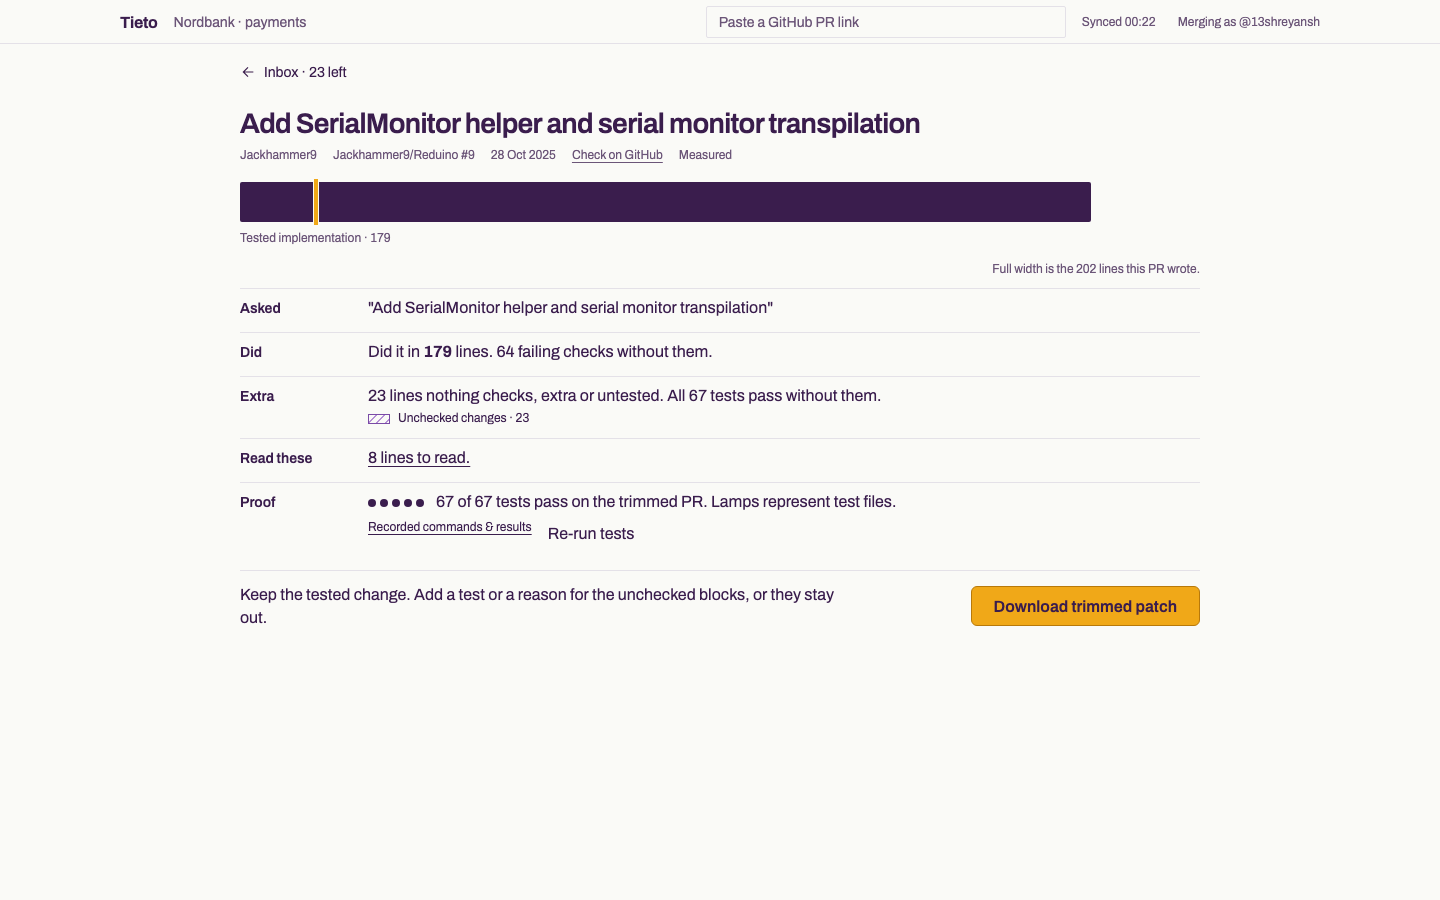 Tieto Nordbank · payments Paste a GitHub PR link Synced 00:22 Merging as @13shreyansh
← Inbox · 23 left
Add SerialMonitor helper and serial monitor transpilation
Jackhammer9 Jackhammer9/Reduino #9 28 Oct 2025 Check on GitHub Measured
Tested implementation · 179
Full width is the 202 lines this PR wrote.
Asked "Add SerialMonitor helper and serial monitor transpilation"
Did Did it in 179 lines. 64 failing checks without them.
Extra 23 lines nothing checks, extra or untested. All 67 tests pass without them.
Unchecked changes · 23
Read these 8 lines to read.
Proof 67 of 67 tests pass on the trimmed PR. Lamps represent test files.
Recorded commands & results Re-run tests
Keep the tested change. Add a test or a reason for the unchecked blocks, or they stay
out.
Download trimmed patch